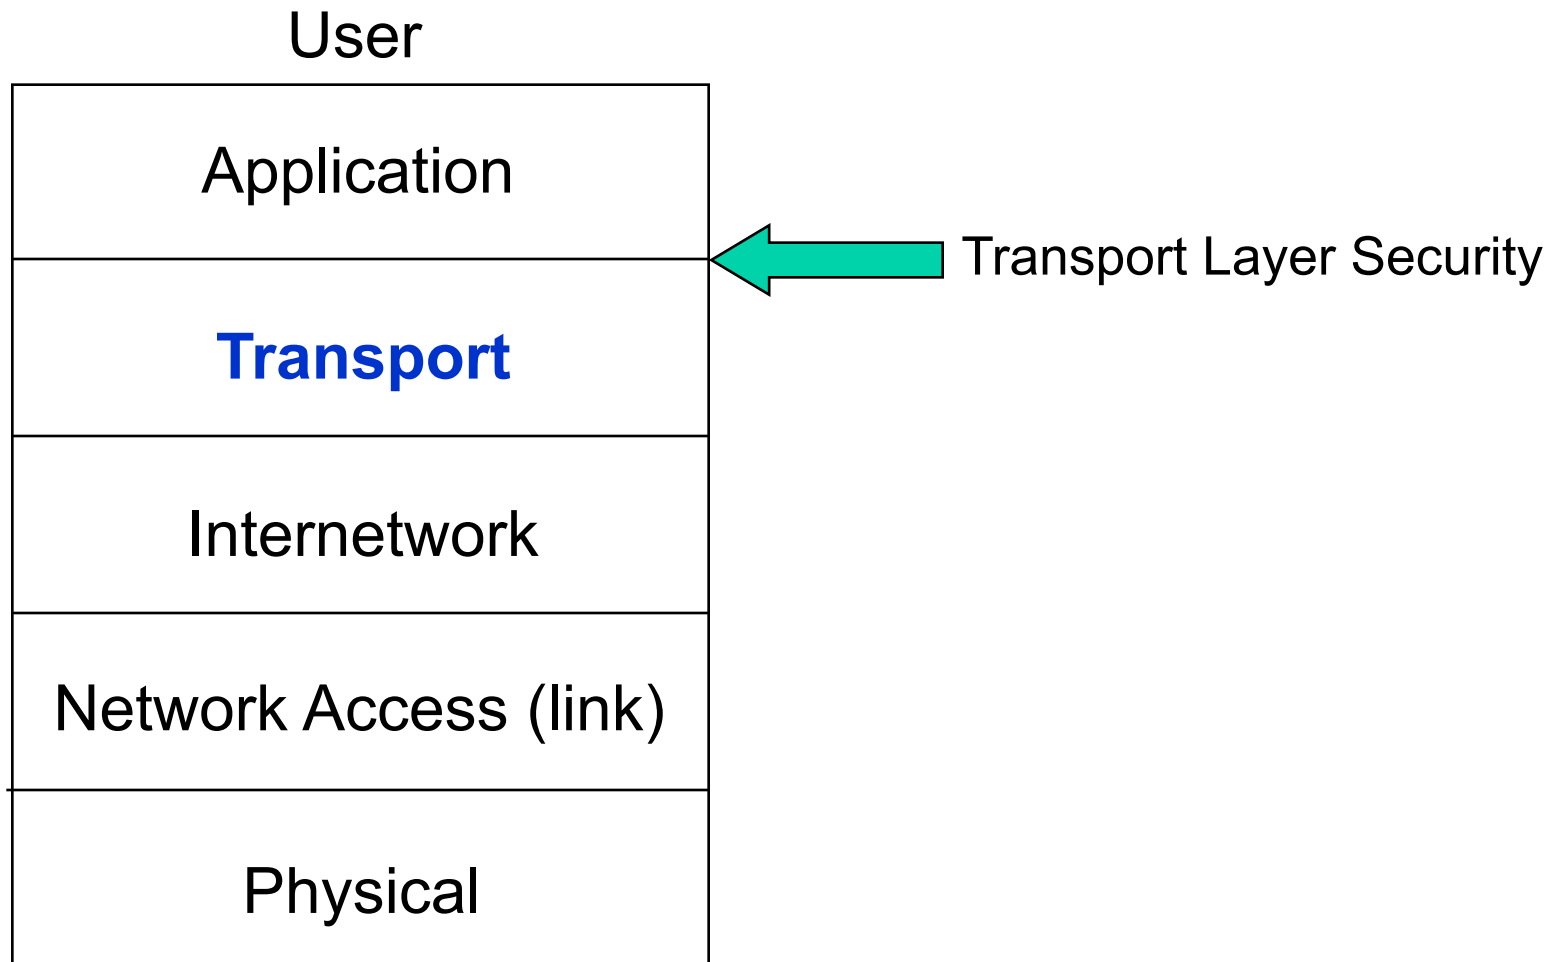 User
Application
Transport Layer Security
Transport
Internetwork
Network Access (link)
Physical